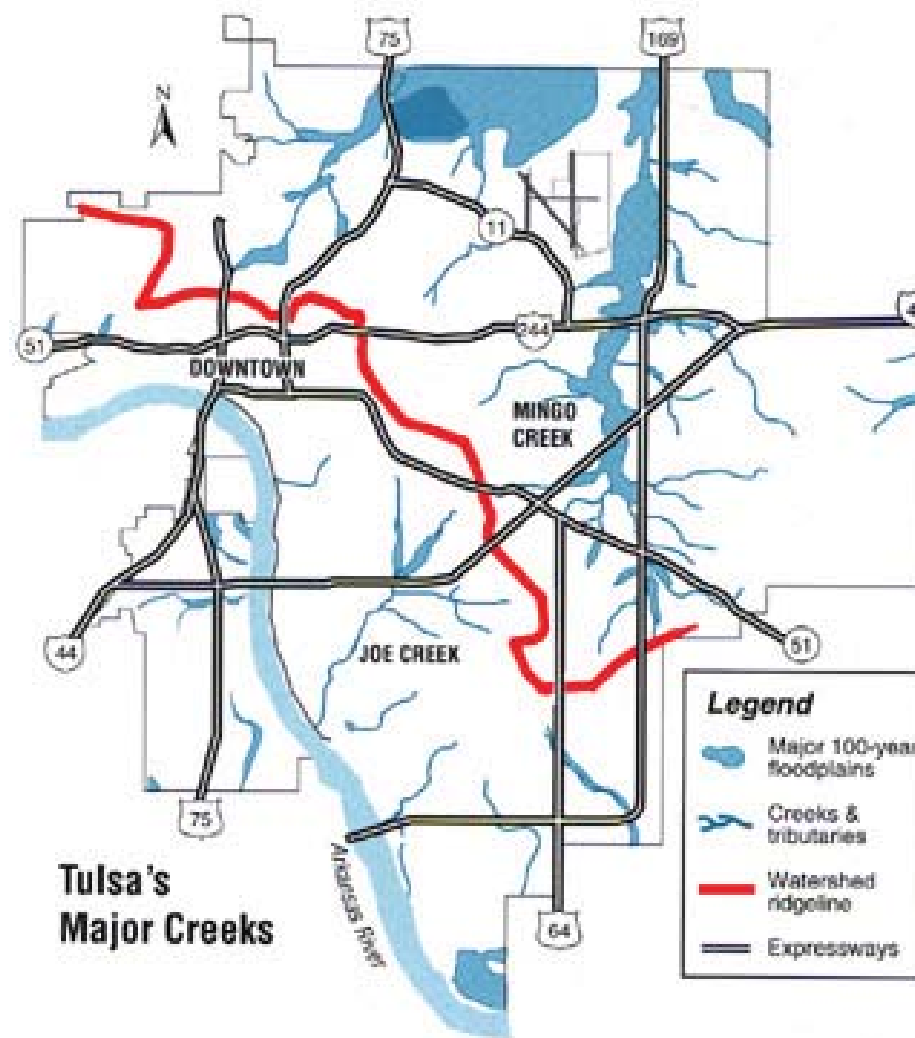 75
169
N
11
51
244
4
DOWNTOWN
MINGO
CREEK
44
JOE CREEK
51
Legend
Major 100-year
floodplains
Creeks &
tributaries
Watershed
ridgeline
Expressways
75
Tulsa's
Major Creeks
Arkansas River
64